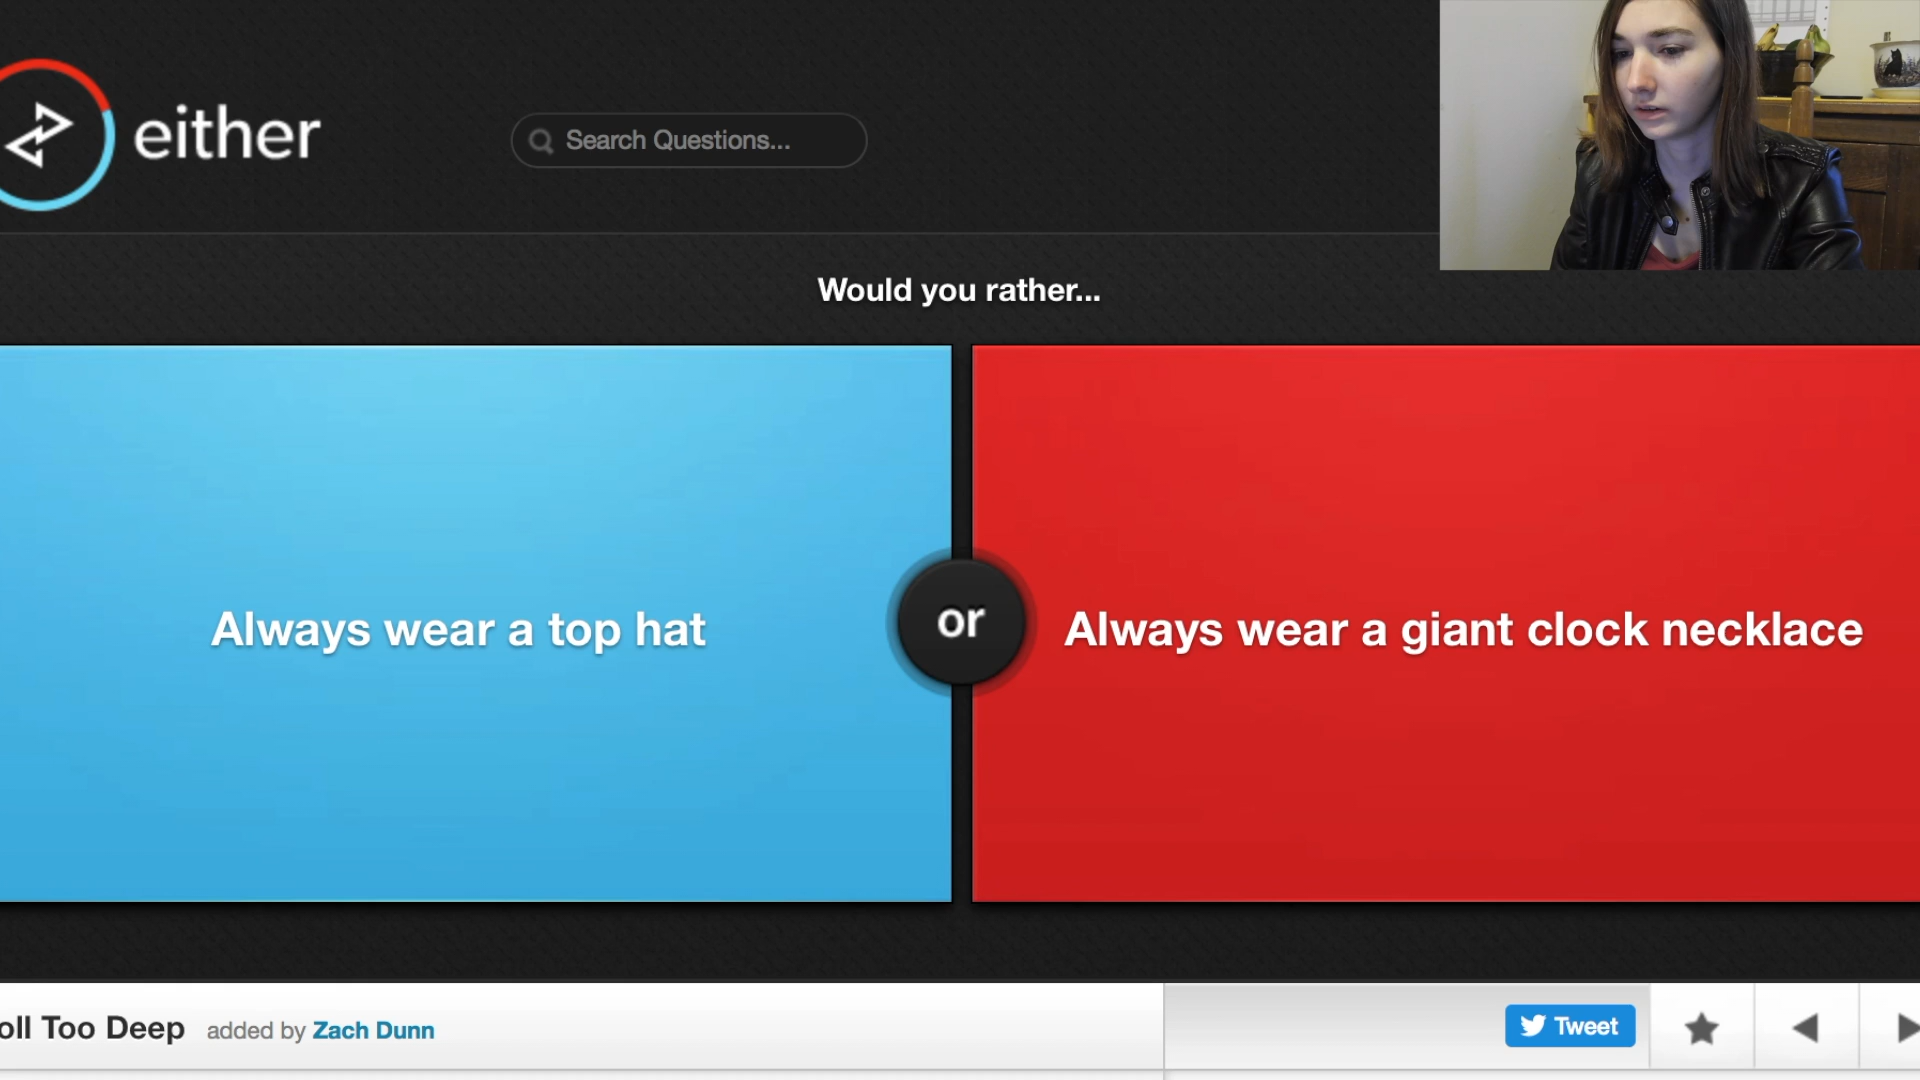 either
Search Questions...
Would you rather...
Always wear a top hat
or
Always wear a giant clock necklace
oll Too Deep added by Zach Dunn
Tweet